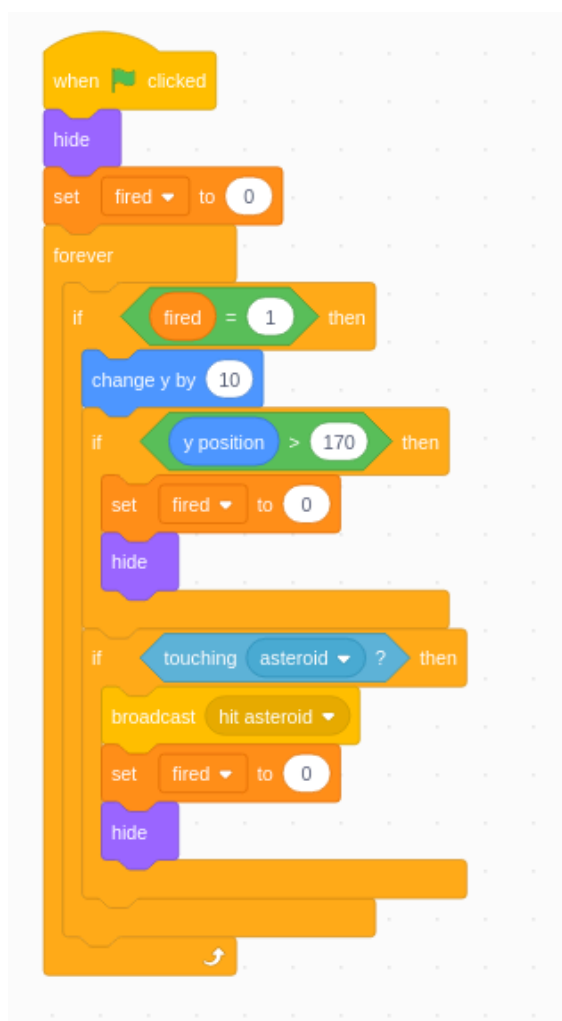 when clicked
hide
set fired to 0
forever
if fired = 1 then
change y by 10
if y position > 170 then
set fired to 0
hide
if touching asteroid ? then
broadcast hit asteroid
set fired to 0
hide